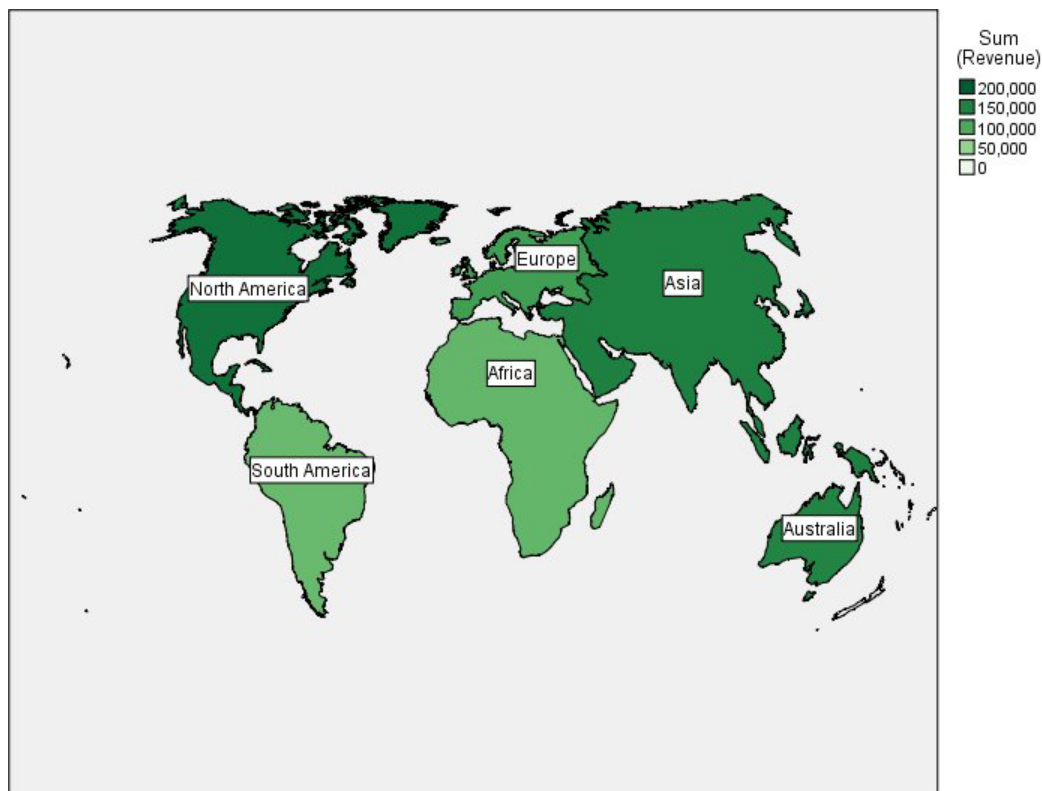 Sum
(Revenue)
200,000
150,000
100,000
50,000
0
Europe
North America
Asia
Africa
South America
Australia